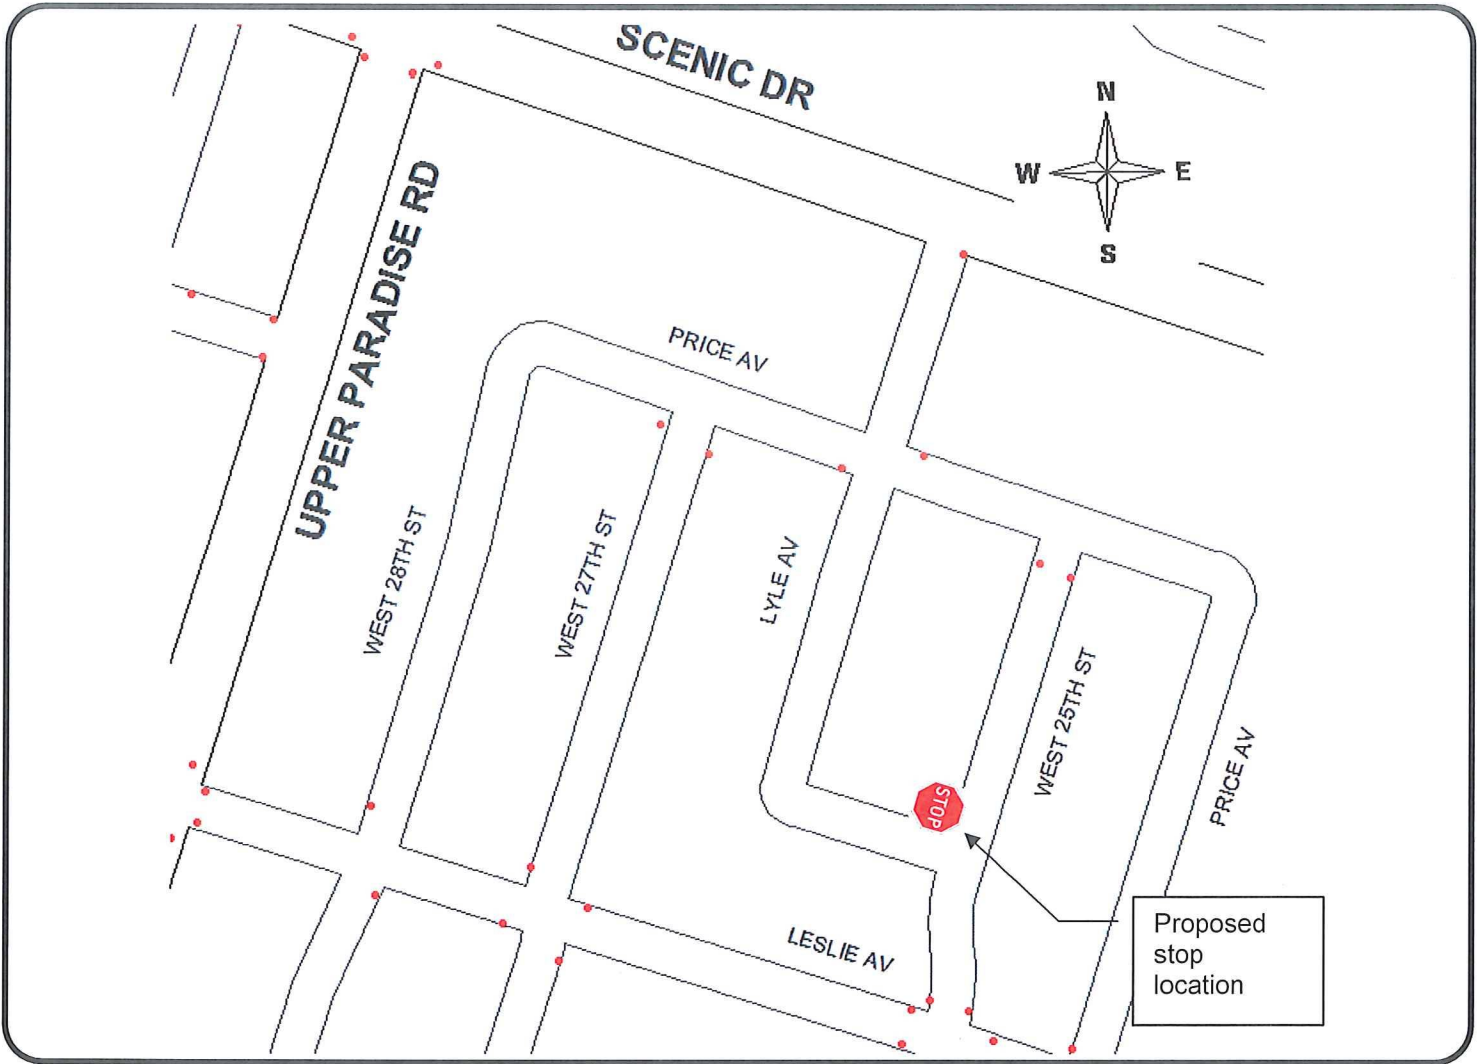 SCENIC DR
N
W E
S
UPPER PARADISE RD
PRICE AV
WEST 28TH ST
WEST 27TH ST
LYLE AV
WEST 25TH ST
PRICE AV
STOP
LESLIE AV
Proposed
stop
location